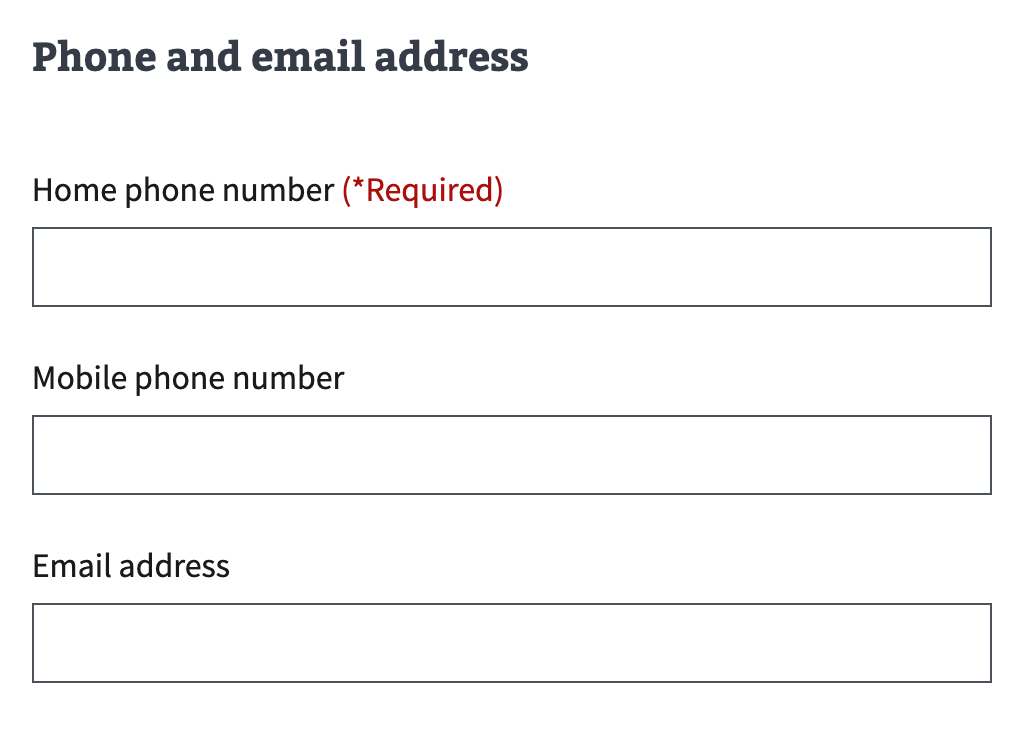 Phone and email address
Home phone number (*Required)
Mobile phone number
Email address